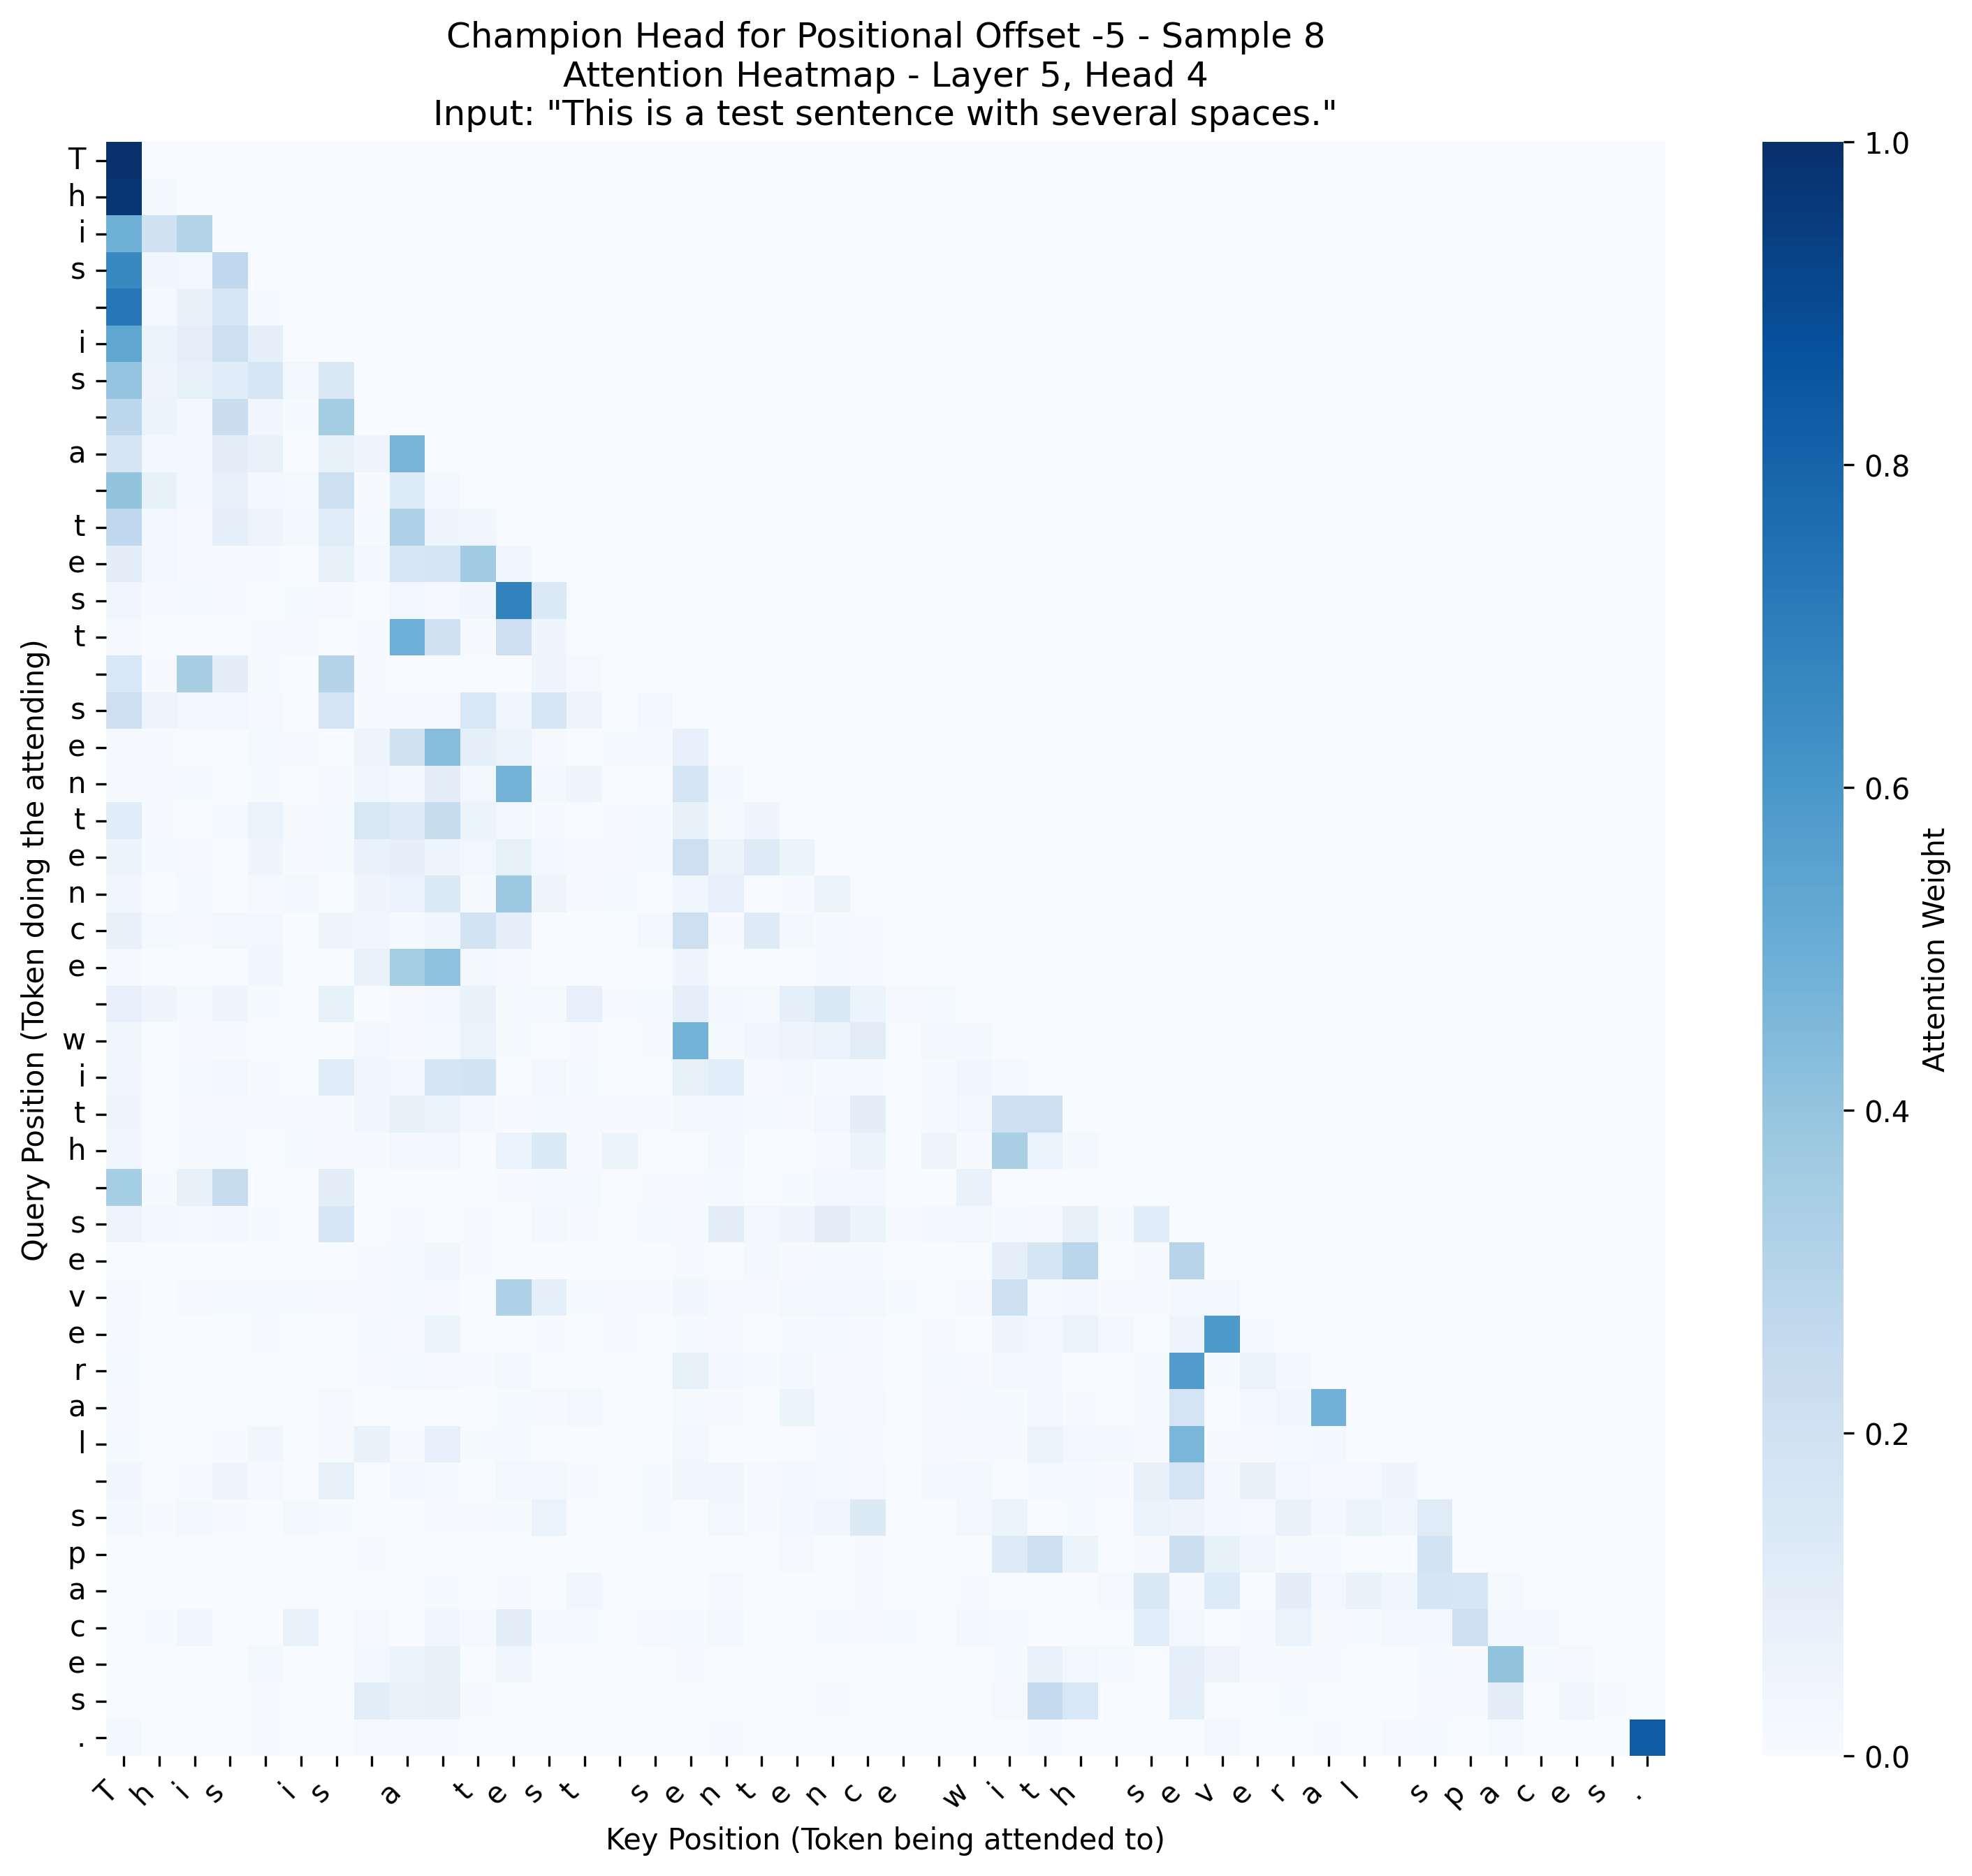 Champion Head for Positional Offset -5 - Sample 8
Attention Heatmap - Layer 5, Head 4
Input: "This is a test sentence with several spaces."
Query Position (Token doing the attending)
T
h
i
s
i
s
a
t
e
s
t
s
e
n
t
e
n
c
e
w
i
t
h
s
e
v
e
r
a
l
s
p
a
c
e
s
.
T h i s i s a t e s t s e n t e n c e w i t h s e v e r a l s p a c e s .
Key Position (Token being attended to)
1.0
0.8
0.6
0.4
0.2
0.0
Attention Weight